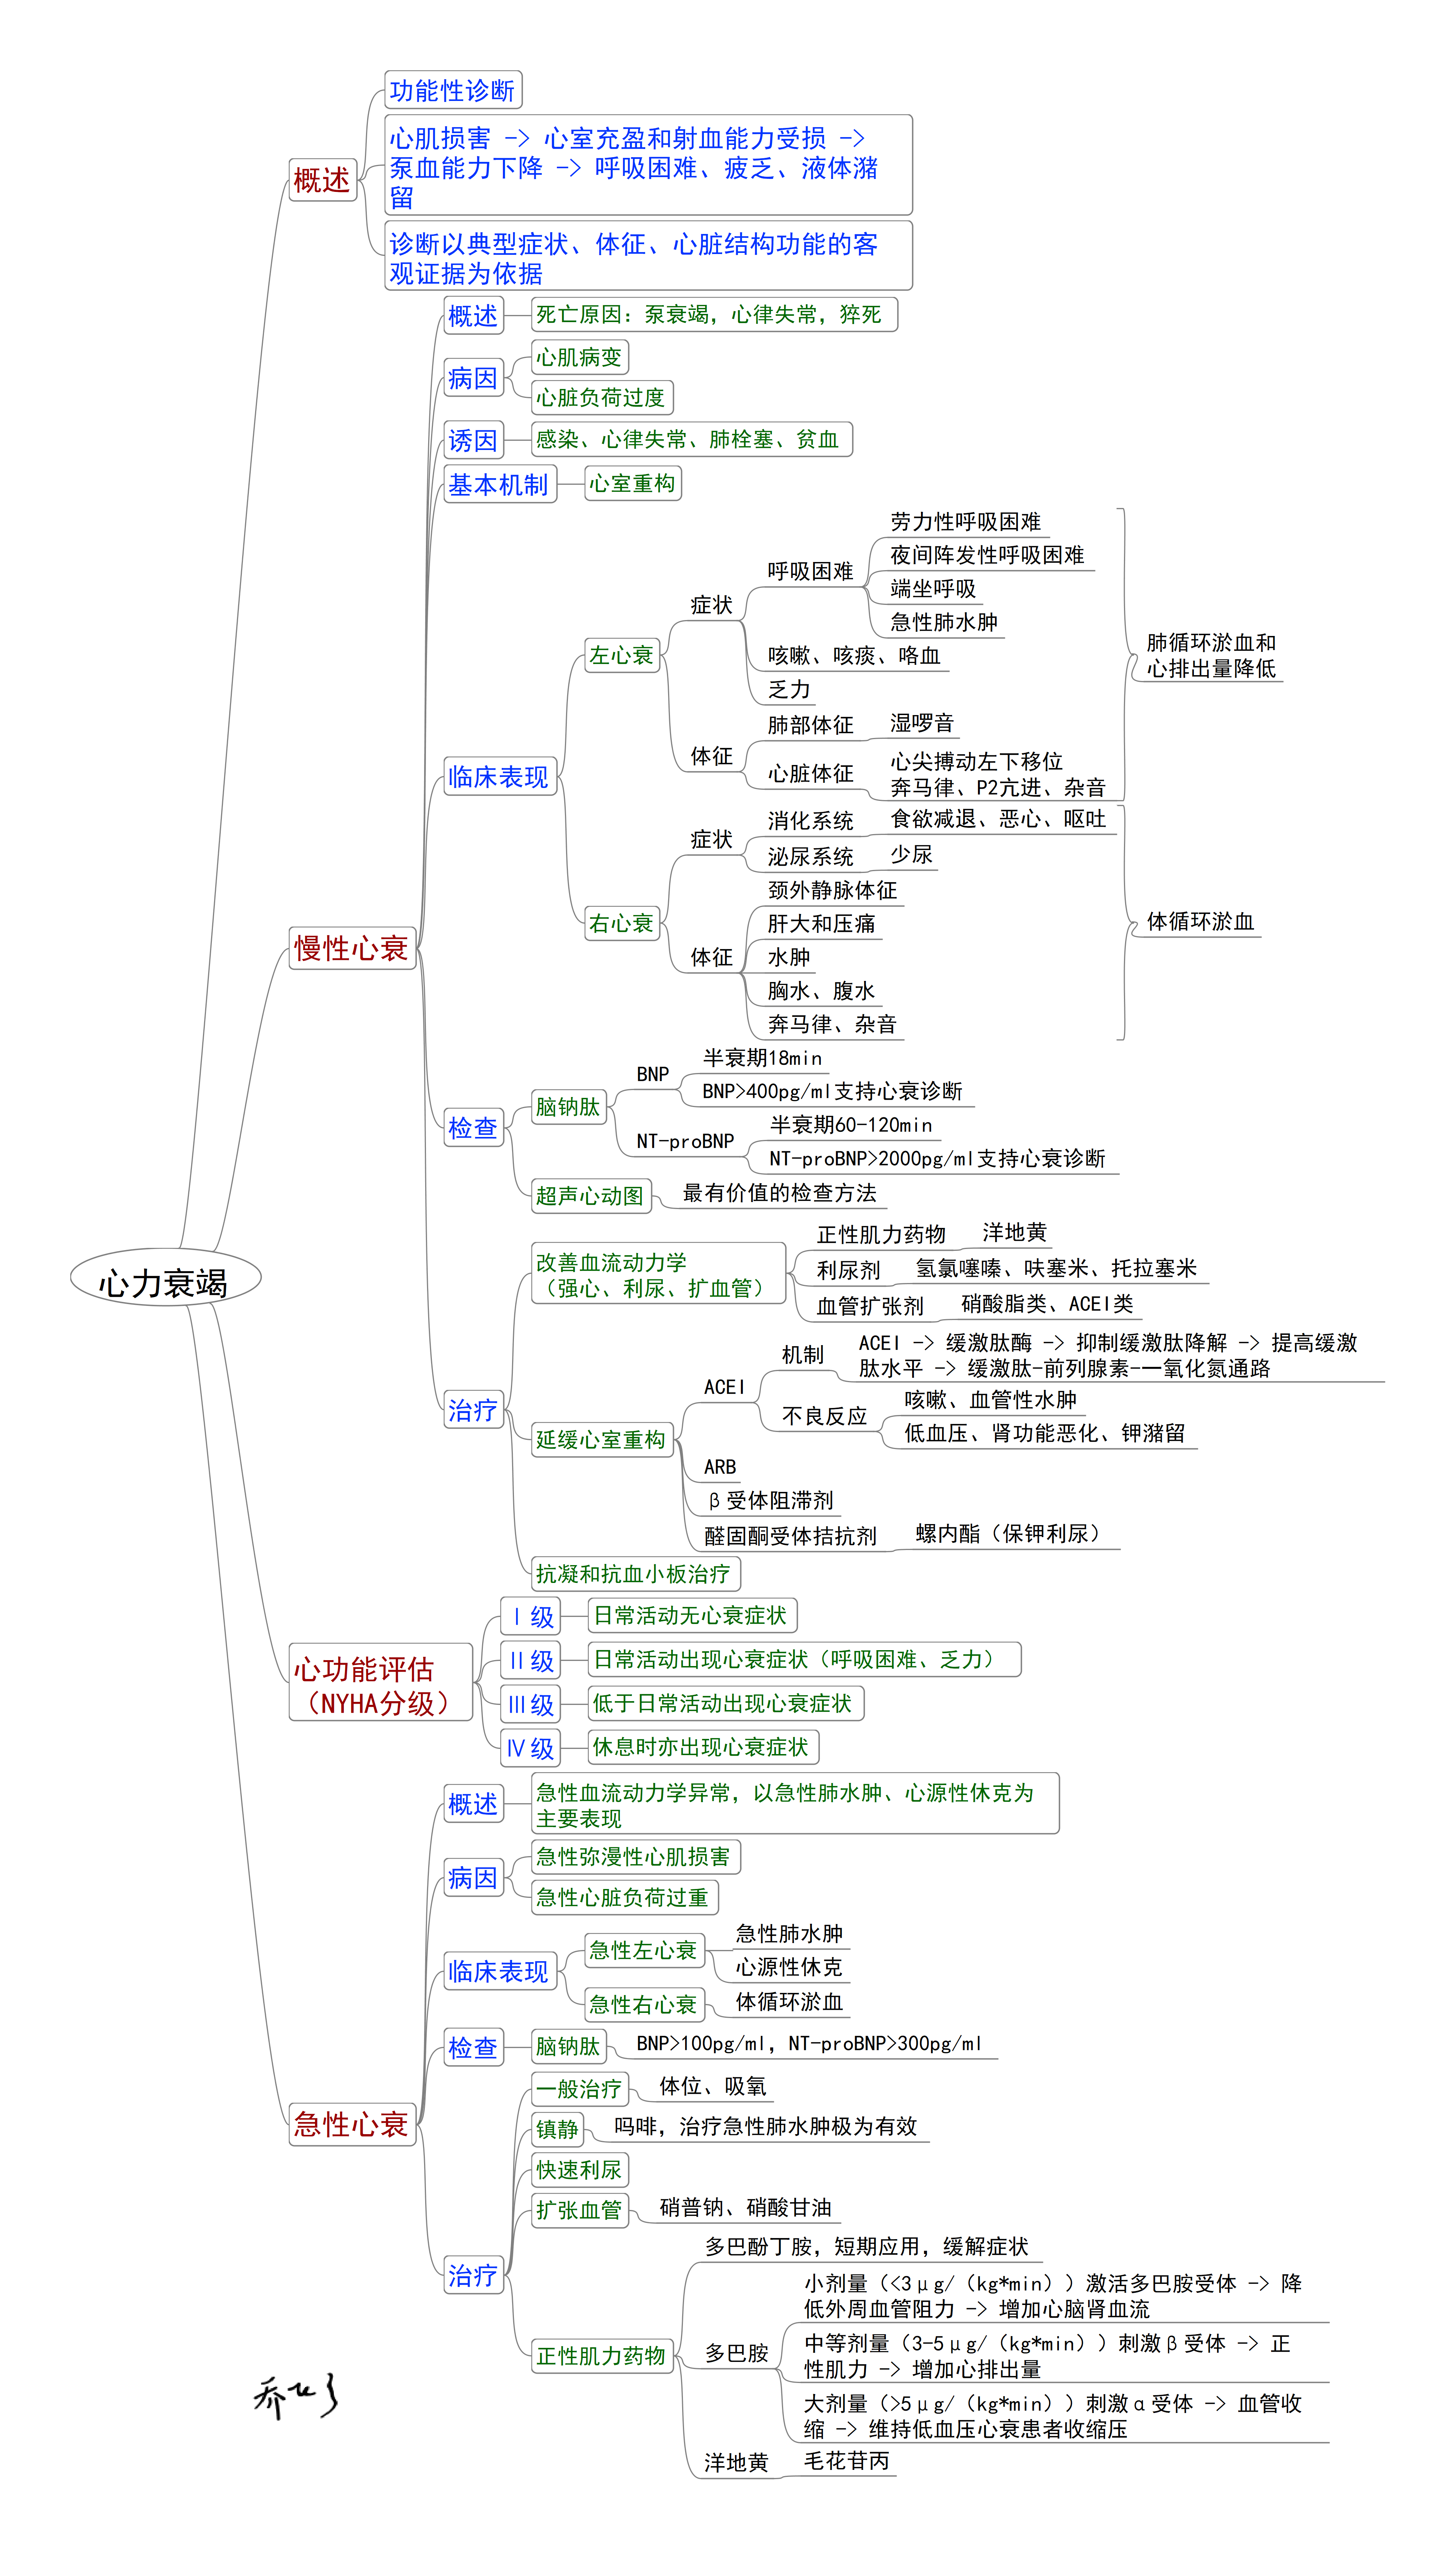 功能性诊断
心肌损害 -> 心室充盈和射血能力受损 ->
泵血能力下降 -> 呼吸困难、疲乏、液体潴
留
概述
诊断以典型症状、体征、心脏结构功能的客
观证据为依据
概述
死亡原因：泵衰竭，心律失常，猝死
病因
心肌病变
心脏负荷过度
诱因
感染、心律失常、肺栓塞、贫血
基本机制
心室重构
劳力性呼吸困难
夜间阵发性呼吸困难
呼吸困难
端坐呼吸
急性肺水肿
症状
咳嗽、咳痰、咯血
乏力
左心衰
肺循环淤血和
心排出量降低
肺部体征
湿啰音
体征
心脏体征
心尖搏动左下移位
奔马律、P2亢进、杂音
临床表现
症状
消化系统
食欲减退、恶心、呕吐
泌尿系统
少尿
右心衰
颈外静脉体征
肝大和压痛
体征
水肿
胸水、腹水
奔马律、杂音
体循环淤血
慢性心衰
半衰期18min
BNP
BNP>400pg/ml支持心衰诊断
脑钠肽
检查
半衰期60-120min
NT-proBNP
NT-proBNP>2000pg/ml支持心衰诊断
超声心动图
最有价值的检查方法
心力衰竭
改善血流动力学
（强心、利尿、扩血管）
正性肌力药物
洋地黄
利尿剂
氢氯噻嗪、呋塞米、托拉塞米
血管扩张剂
硝酸脂类、ACEI类
机制
ACEI -> 缓激肽酶 -> 抑制缓激肽降解 -> 提高缓激
肽水平 -> 缓激肽-前列腺素-一氧化氮通路
ACEI
不良反应
咳嗽、血管性水肿
低血压、肾功能恶化、钾潴留
治疗
延缓心室重构
ARB
β受体阻滞剂
醛固酮受体拮抗剂
螺内酯（保钾利尿）
抗凝和抗血小板治疗
心功能评估
（NYHA分级）
Ⅰ级
日常活动无心衰症状
Ⅱ级
日常活动出现心衰症状（呼吸困难、乏力）
Ⅲ级
低于日常活动出现心衰症状
Ⅳ级
休息时亦出现心衰症状
概述
急性血流动力学异常，以急性肺水肿、心源性休克为
主要表现
病因
急性弥漫性心肌损害
急性心脏负荷过重
临床表现
急性左心衰
急性肺水肿
心源性休克
急性右心衰
体循环淤血
检查
脑钠肽
BNP>100pg/ml，NT-proBNP>300pg/ml
急性心衰
一般治疗
体位、吸氧
镇静
吗啡，治疗急性肺水肿极为有效
快速利尿
扩张血管
硝普钠、硝酸甘油
治疗
多巴酚丁胺，短期应用，缓解症状
正性肌力药物
多巴胺
小剂量（<3μg/（kg*min））激活多巴胺受体 -> 降
低外周血管阻力 -> 增加心脑肾血流
中等剂量（3-5μg/（kg*min））刺激β受体 -> 正
性肌力 -> 增加心排出量
大剂量（>5μg/（kg*min））刺激α受体 -> 血管收
缩 -> 维持低血压心衰患者收缩压
洋地黄
毛花苷丙